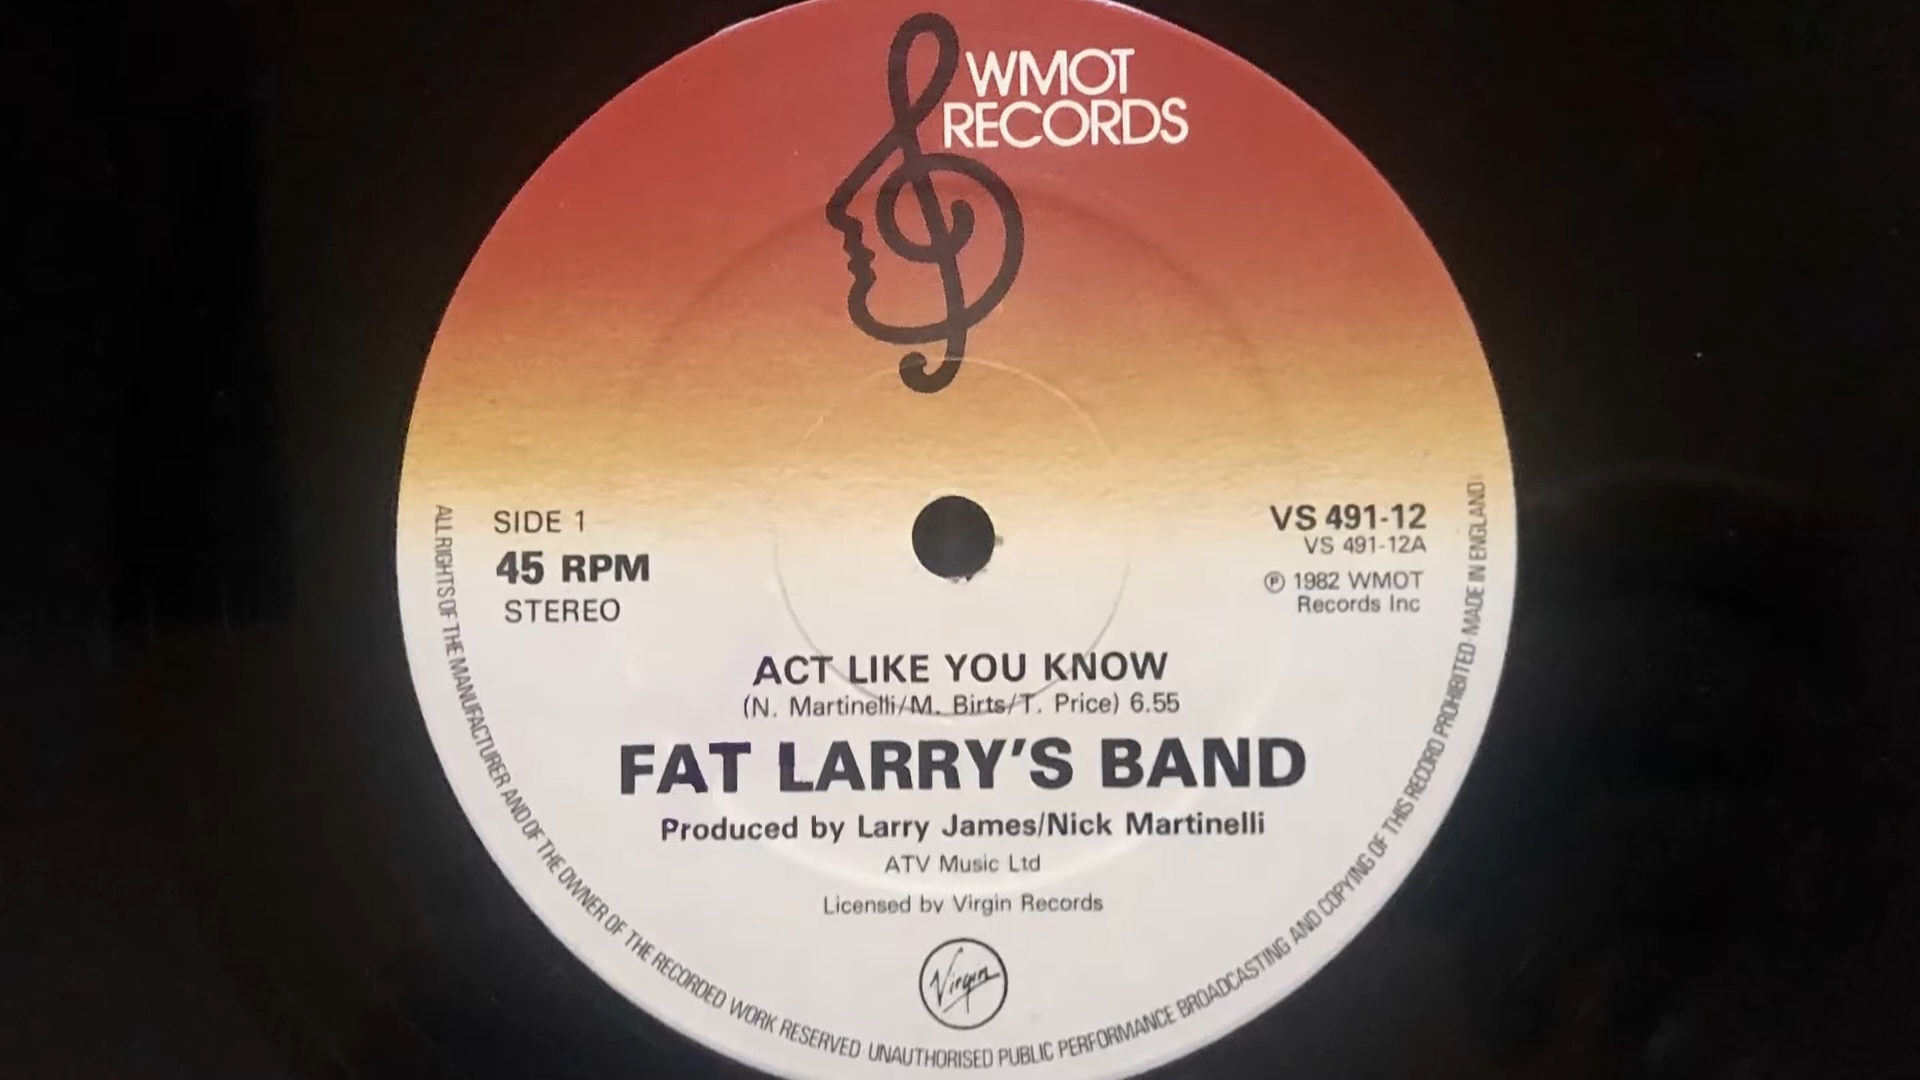 WMOT
RECORDS
SIDE 1
45 RPM
STEREO
VS 491-12
VS 491-12A
℗ 1982 WMOT
Records Inc
ACT LIKE YOU KNOW
(N. Martinelli/M. Birts/T. Price) 6.55
FAT LARRY'S BAND
Produced by Larry James/Nick Martinelli
ATV Music Ltd
Licensed by Virgin Records
Virgin
ALL RIGHTS OF THE MANUFACTURER AND OF THE OWNER OF THE RECORDED WORK RESERVED UNAUTHORISED PUBLIC PERFORMANCE BROADCASTING AND COPYING OF THIS RECORD PROHIBITED MADE IN ENGLAND